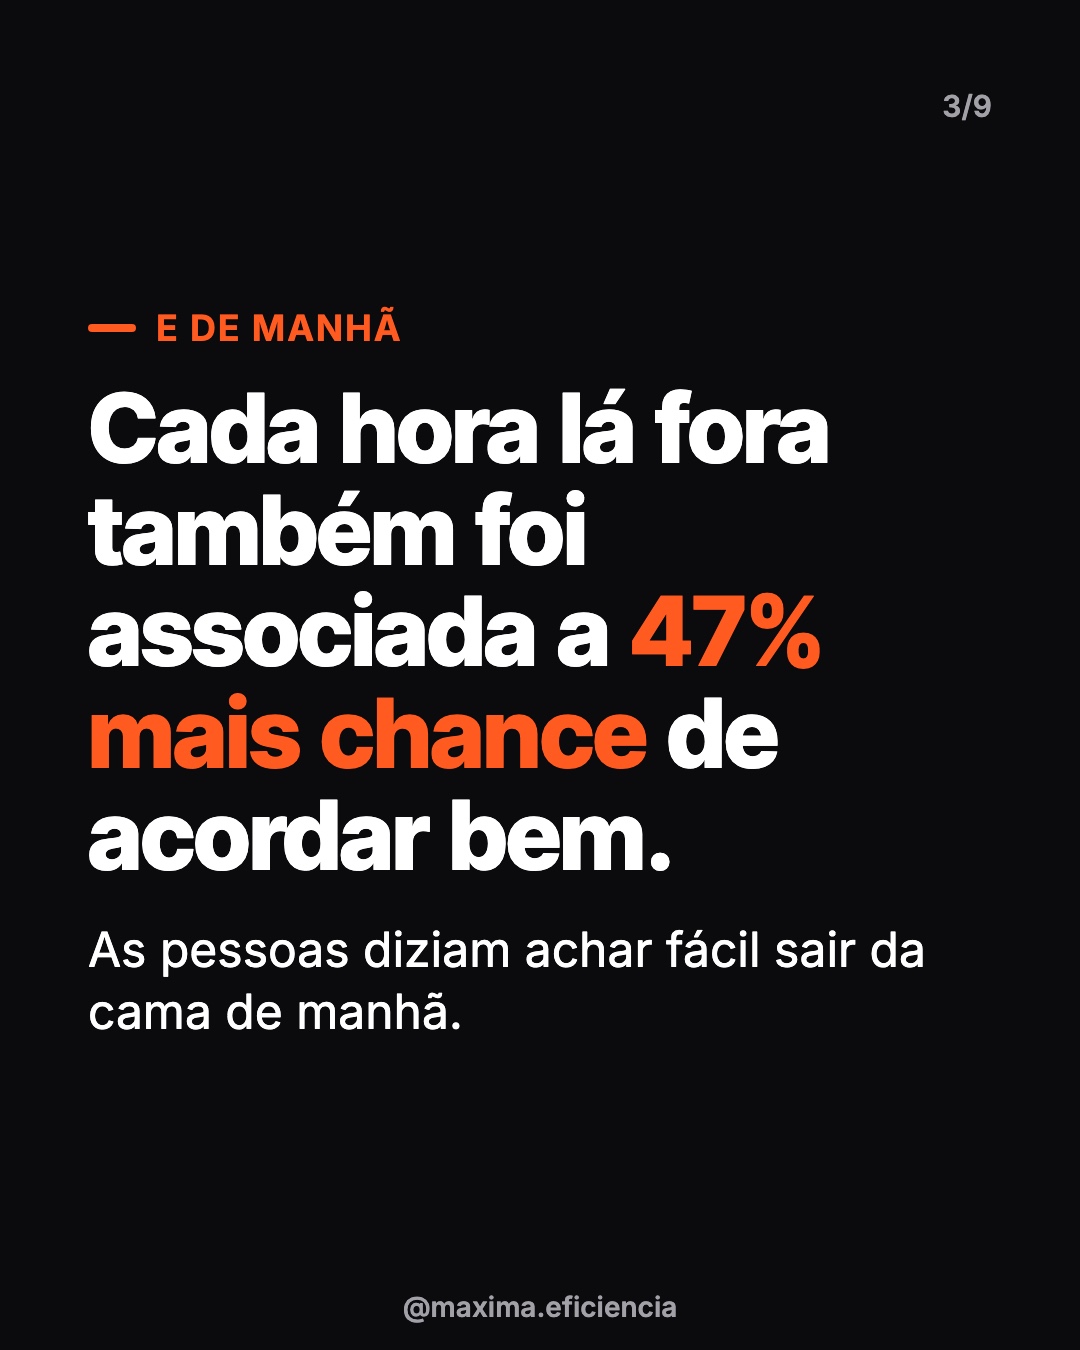 3/9
E DE MANHÃ
Cada hora lá fora
também foi
associada a 47%
mais chance de
acordar bem.
As pessoas diziam achar fácil sair da
cama de manhã.
@maxima.eficiencia